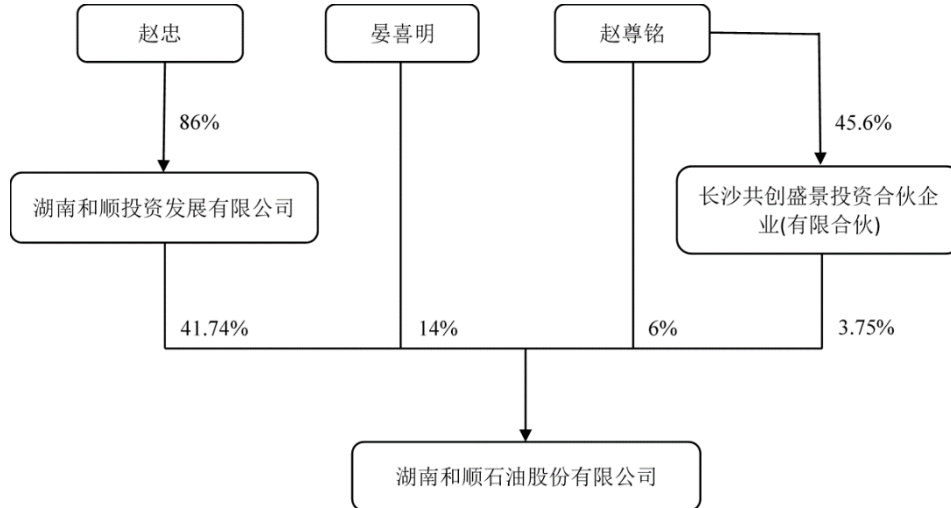 赵忠
晏喜明
赵尊铭
86%
45.6%
湖南和顺投资发展有限公司
长沙共创盛景投资合伙企
业(有限合伙)
41.74%
14%
6%
3.75%
湖南和顺石油股份有限公司